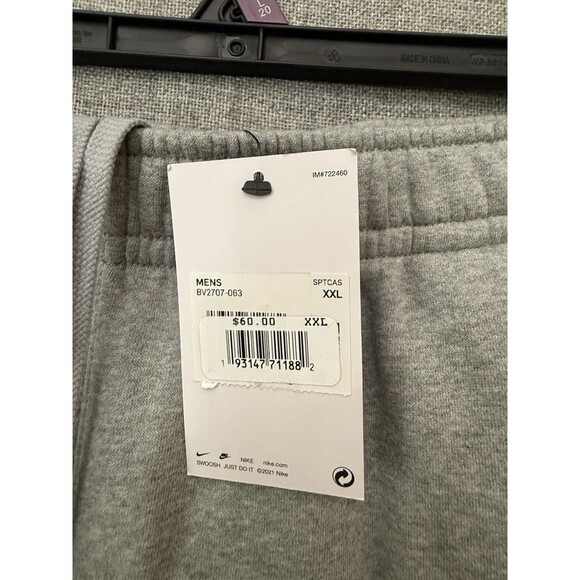 L
20
MADE IN CHINA
IM#722460
MENS SPTCAS
BV2707-063 XXL
$60.00 XXL
1 93147 71188 2
NIKE nike.com
SWOOSH JUST DO IT ©2021 Nike